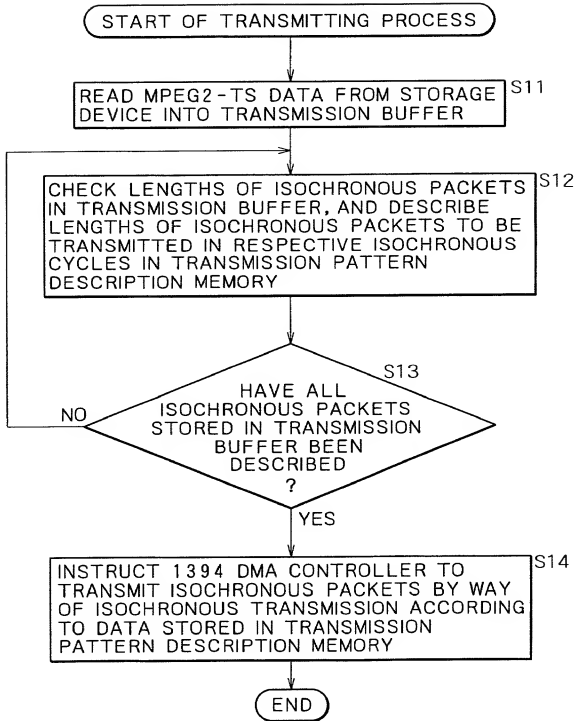 START OF TRANSMITTING PROCESS
S11
READ MPEG2-TS DATA FROM STORAGE
DEVICE INTO TRANSMISSION BUFFER
S12
CHECK LENGTHS OF ISOCHRONOUS PACKETS
IN TRANSMISSION BUFFER, AND DESCRIBE
LENGTHS OF ISOCHRONOUS PACKETS TO BE
TRANSMITTED IN RESPECTIVE ISOCHRONOUS
CYCLES IN TRANSMISSION PATTERN
DESCRIPTION MEMORY
S13
HAVE ALL
ISOCHRONOUS PACKETS
STORED IN TRANSMISSION
BUFFER BEEN
DESCRIBED
?
NO
YES
S14
INSTRUCT 1394 DMA CONTROLLER TO
TRANSMIT ISOCHRONOUS PACKETS BY WAY
OF ISOCHRONOUS TRANSMISSION ACCORDING
TO DATA STORED IN TRANSMISSION
PATTERN DESCRIPTION MEMORY
END